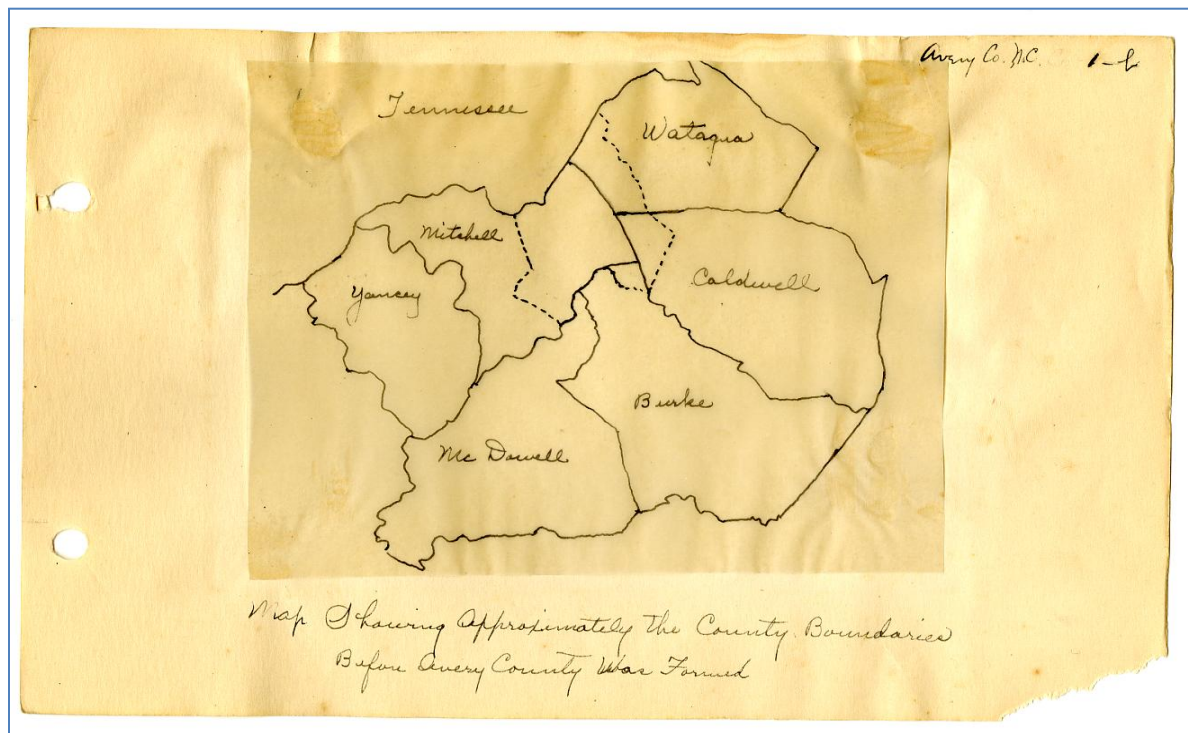 Avery Co. N.C. 1-b
Tennessee
Watagua
Mitchell
Yancey
Caldwell
Burke
Mc Dowell
Map Showing Approximately the County Boundaries
Before Avery County Was Formed